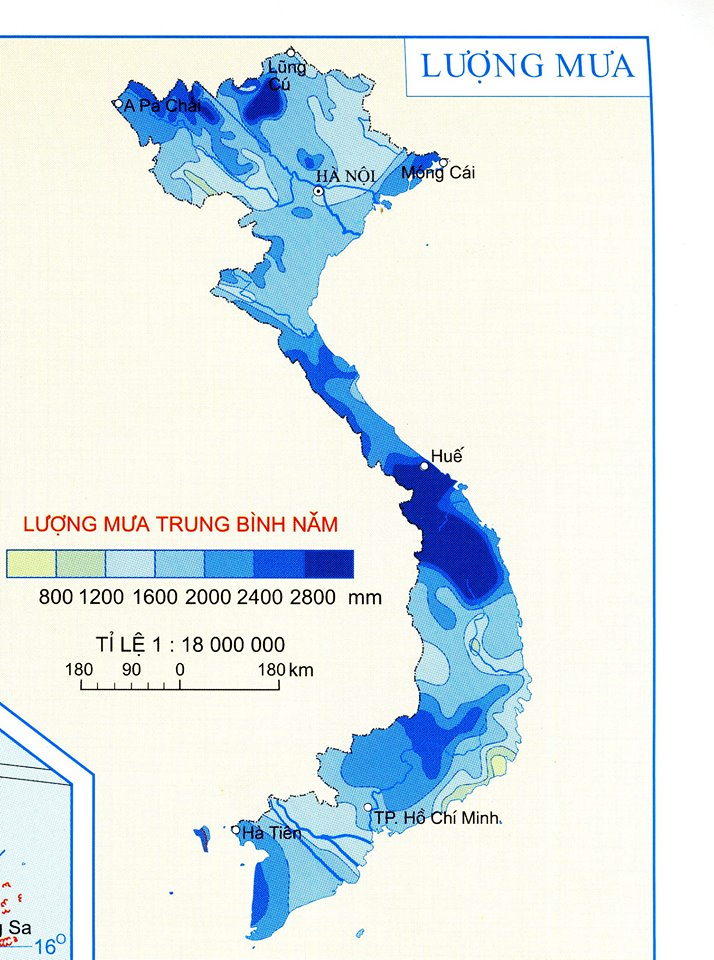 LƯỢNG MƯA
Lũng
Cú
A Pa Chải
HÀ NỘI
Móng Cái
Huế
LƯỢNG MƯA TRUNG BÌNH NĂM
800 1200 1600 2000 2400 2800 mm
TỈ LỆ 1 : 18 000 000
180 90 0 180 km
TP. Hồ Chí Minh
Hà Tiên
g Sa
16°